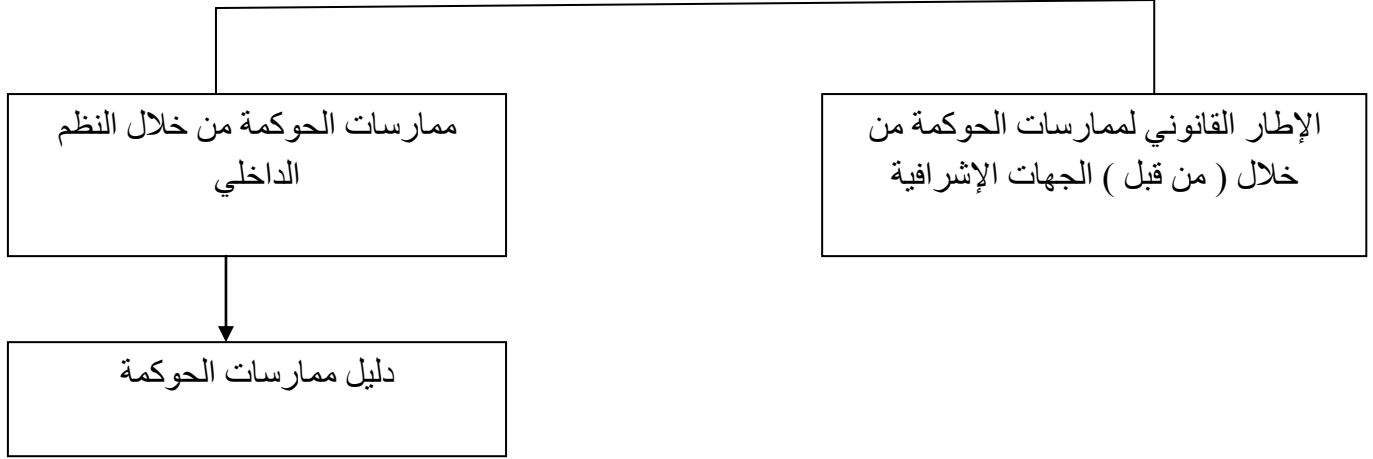 الإطار القانوني لممارسات الحوكمة من
خلال ( من قبل ) الجهات الإشرافية
ممارسات الحوكمة من خلال النظم
الداخلي
دليل ممارسات الحوكمة